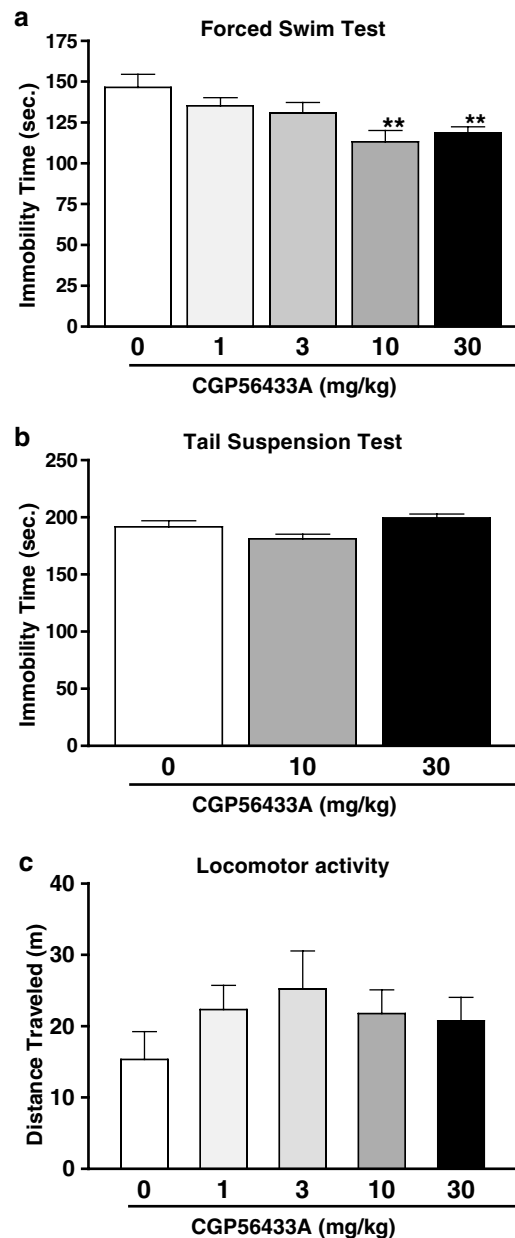 a
Forced Swim Test
Immobility Time (sec.)
175
150
125
100
75
50
25
0
** **
0 1 3 10 30
CGP56433A (mg/kg)
b
Tail Suspension Test
Immobility Time (sec.)
250
200
150
100
50
0
0 10 30
CGP56433A (mg/kg)
c
Locomotor activity
Distance Traveled (m)
40
30
20
10
0
0 1 3 10 30
CGP56433A (mg/kg)